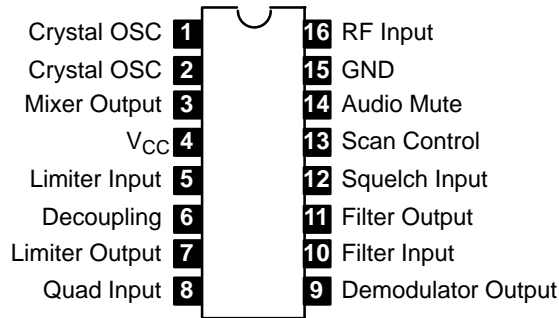 Crystal OSC 1 16 RF Input
Crystal OSC 2 15 GND
Mixer Output 3 14 Audio Mute
VCC 4 13 Scan Control
Limiter Input 5 12 Squelch Input
Decoupling 6 11 Filter Output
Limiter Output 7 10 Filter Input
Quad Input 8 9 Demodulator Output